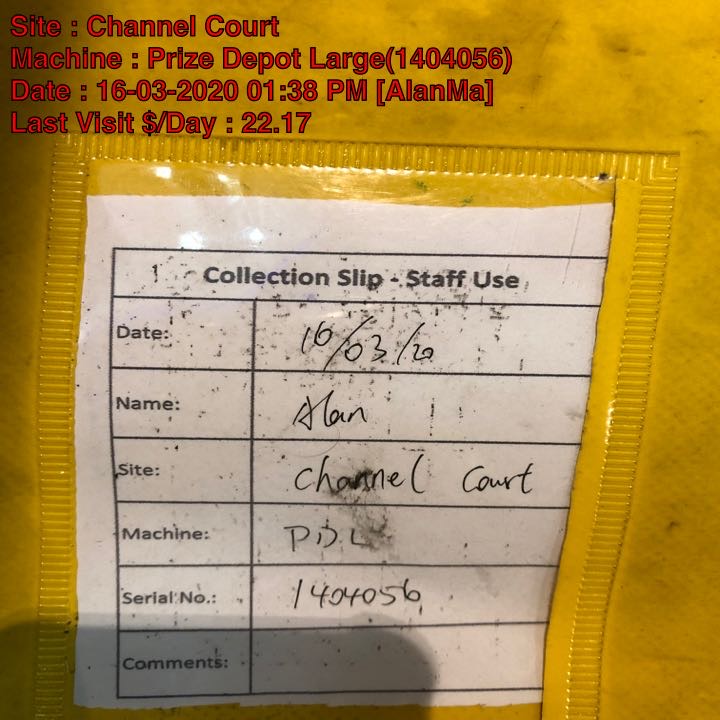 Site : Channel Court
Machine : Prize Depot Large(1404056)
Date : 16-03-2020 01:38 PM [AlanMa]
Last Visit $/Day : 22.17
Collection Slip - Staff Use
Date: 16/03/20
Name: Alan
Site: Channel Court
Machine: PDL
Serial No.: 1404056
Comments: